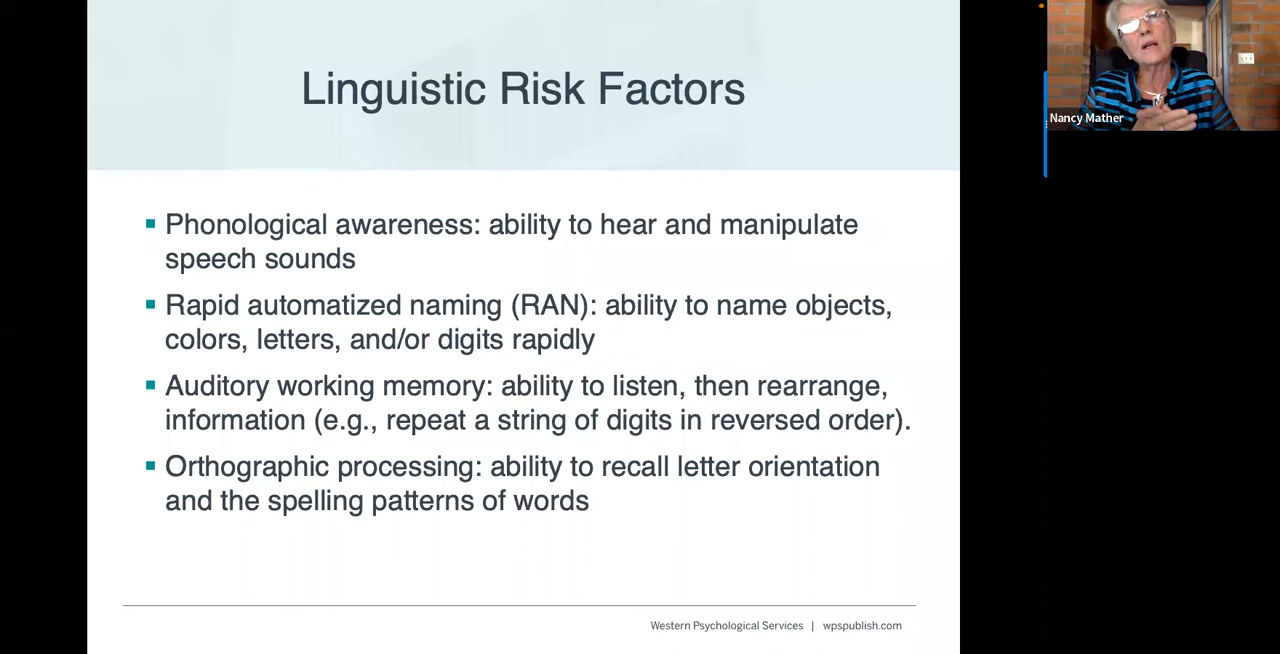 Linguistic Risk Factors
Nancy Mather
▪ Phonological awareness: ability to hear and manipulate
speech sounds
▪ Rapid automatized naming (RAN): ability to name objects,
colors, letters, and/or digits rapidly
▪ Auditory working memory: ability to listen, then rearrange,
information (e.g., repeat a string of digits in reversed order).
▪ Orthographic processing: ability to recall letter orientation
and the spelling patterns of words
Western Psychological Services | wpspublish.com